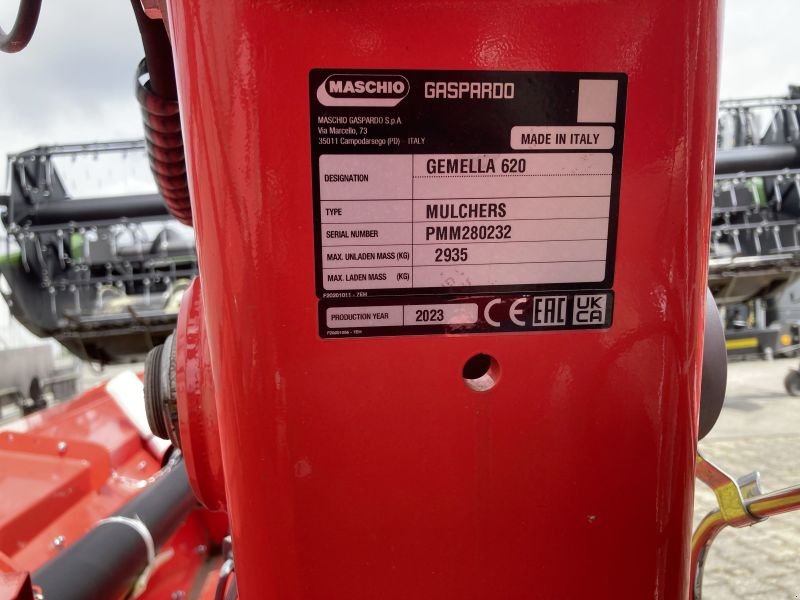 MASCHIO GASPARDO
MASCHIO GASPARDO S.p.A.
Via Marcello, 73
35011 Campodarsego (PD) - ITALY
MADE IN ITALY
DESIGNATION GEMELLA 620
TYPE MULCHERS
SERIAL NUMBER PMM280232
MAX. UNLADEN MASS (KG) 2935
MAX. LADEN MASS (KG)
F20201011 - 7EH
PRODUCTION YEAR 2023 CE EAC UK
CA